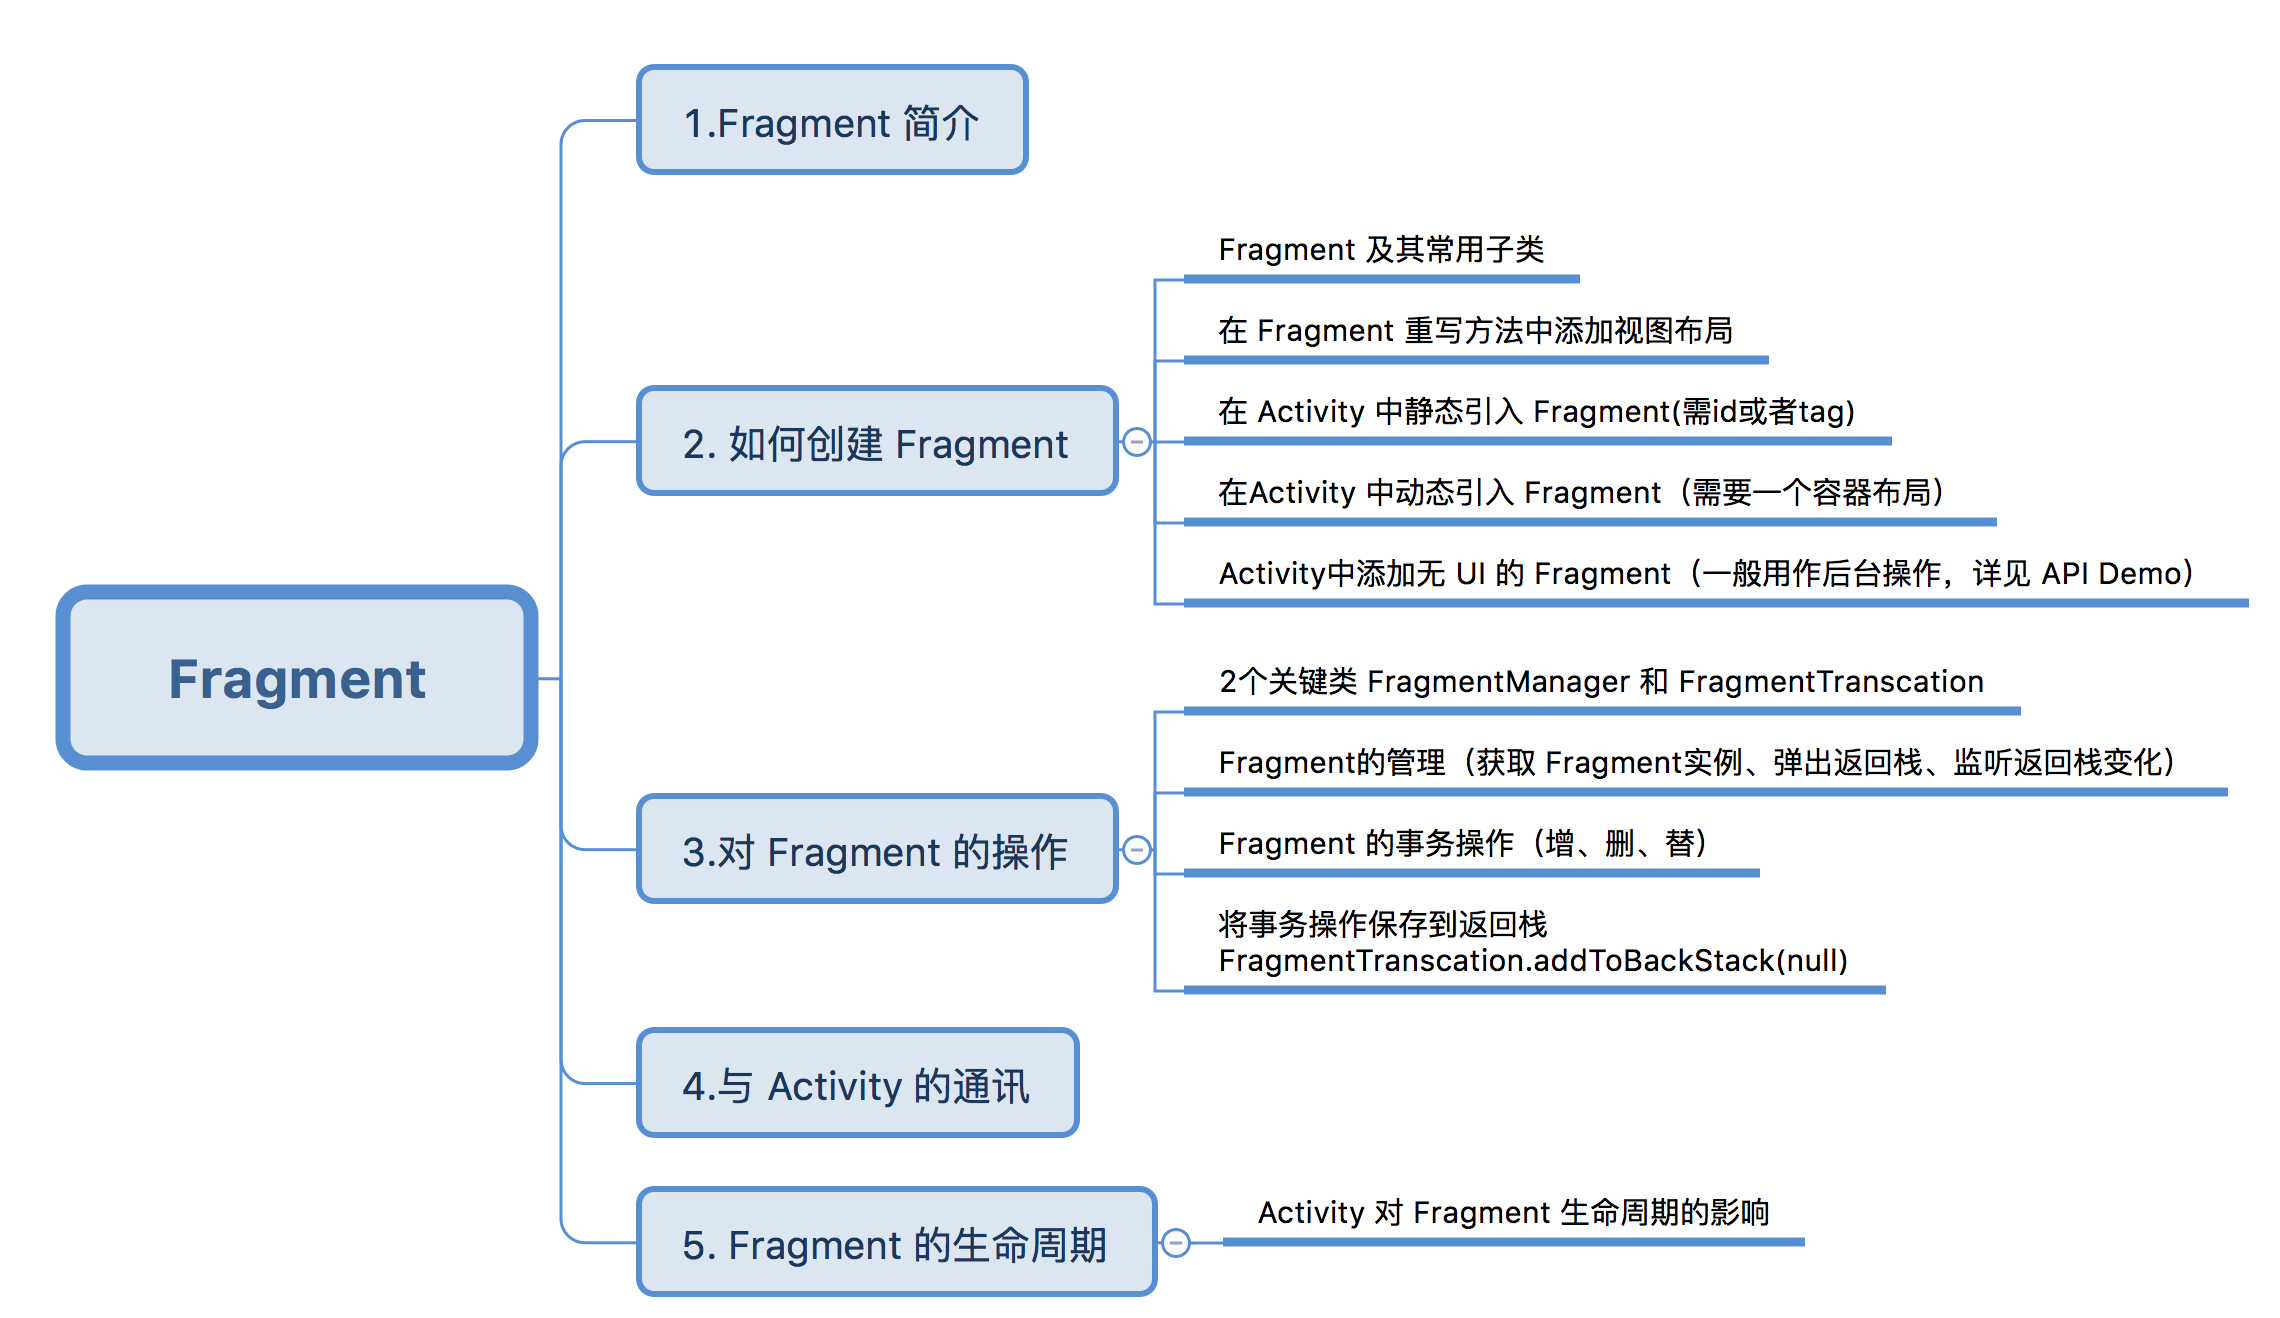 Fragment
1.Fragment 简介
2. 如何创建 Fragment
Fragment 及其常用子类
在 Fragment 重写方法中添加视图布局
在 Activity 中静态引入 Fragment(需id或者tag)
在Activity 中动态引入 Fragment（需要一个容器布局）
Activity中添加无 UI 的 Fragment（一般用作后台操作，详见 API Demo）
3.对 Fragment 的操作
2个关键类 FragmentManager 和 FragmentTranscation
Fragment的管理（获取 Fragment实例、弹出返回栈、监听返回栈变化）
Fragment 的事务操作（增、删、替）
将事务操作保存到返回栈
FragmentTranscation.addToBackStack(null)
4.与 Activity 的通讯
5. Fragment 的生命周期
Activity 对 Fragment 生命周期的影响